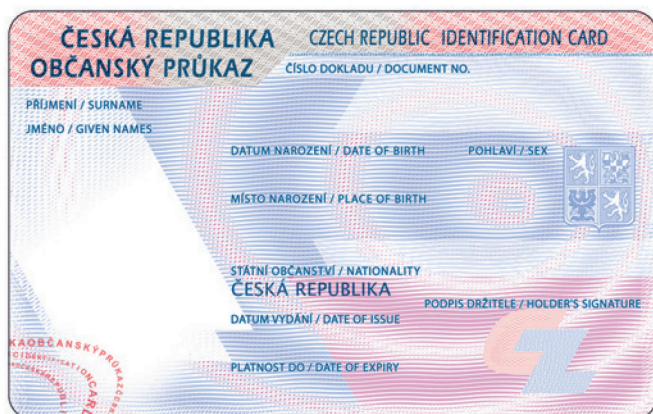 ČESKÁ REPUBLIKA CZECH REPUBLIC IDENTIFICATION CARD
OBČANSKÝ PRŮKAZ ČÍSLO DOKLADU / DOCUMENT NO.
PŘÍJMENÍ / SURNAME
JMÉNO / GIVEN NAMES
DATUM NAROZENÍ / DATE OF BIRTH POHLAVÍ / SEX
MÍSTO NAROZENÍ / PLACE OF BIRTH
STÁTNÍ OBČANSTVÍ / NATIONALITY
ČESKÁ REPUBLIKA
PODPIS DRŽITELE / HOLDER'S SIGNATURE
DATUM VYDÁNÍ / DATE OF ISSUE
CZ
PLATNOST DO / DATE OF EXPIRY